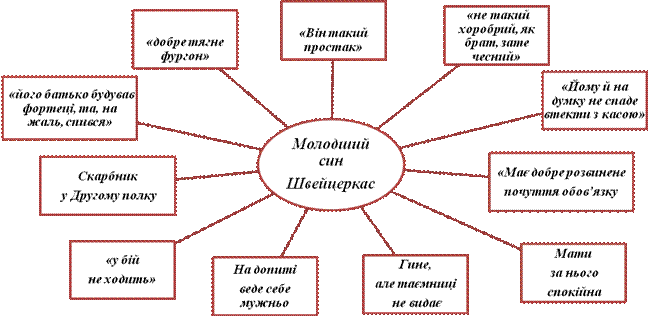 «добре тягне
фургон»
«Він такий
простак»
«не такий
хоробрий, як
брат, зате
чесний»
«його батько будував
фортеці, та, на
жаль, спився»
«Йому й на
думку не спаде
втекти з касою»
Молодший
син
Швейцеркас
Скарбник
у Другому полку
«Має добре розвинене
почуття обов'язку
«у бій
не ходить»
На допиті
веде себе
мужньо
Гине,
але таємниці
не видає
Мати
за нього
спокійна